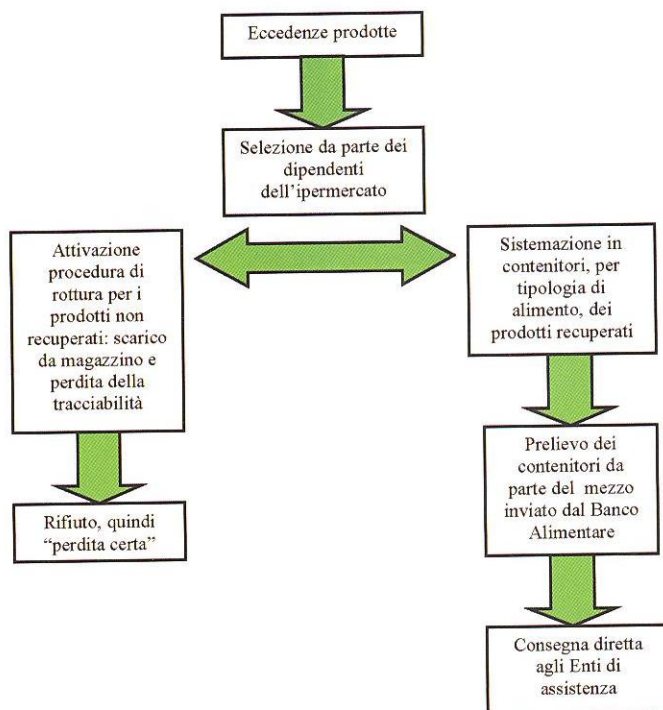 Eccedenze prodotte
Selezione da parte dei
dipendenti
dell'ipermercato
Attivazione
procedura di
rottura per i
prodotti non
recuperati: scarico
da magazzino e
perdita della
tracciabilità
Rifiuto, quindi
“perdita certa”
Sistemazione in
contenitori, per
tipologia di
alimento, dei
prodotti recuperati
Prelievo dei
contenitori da
parte del mezzo
inviato dal Banco
Alimentare
Consegna diretta
agli Enti di
assistenza